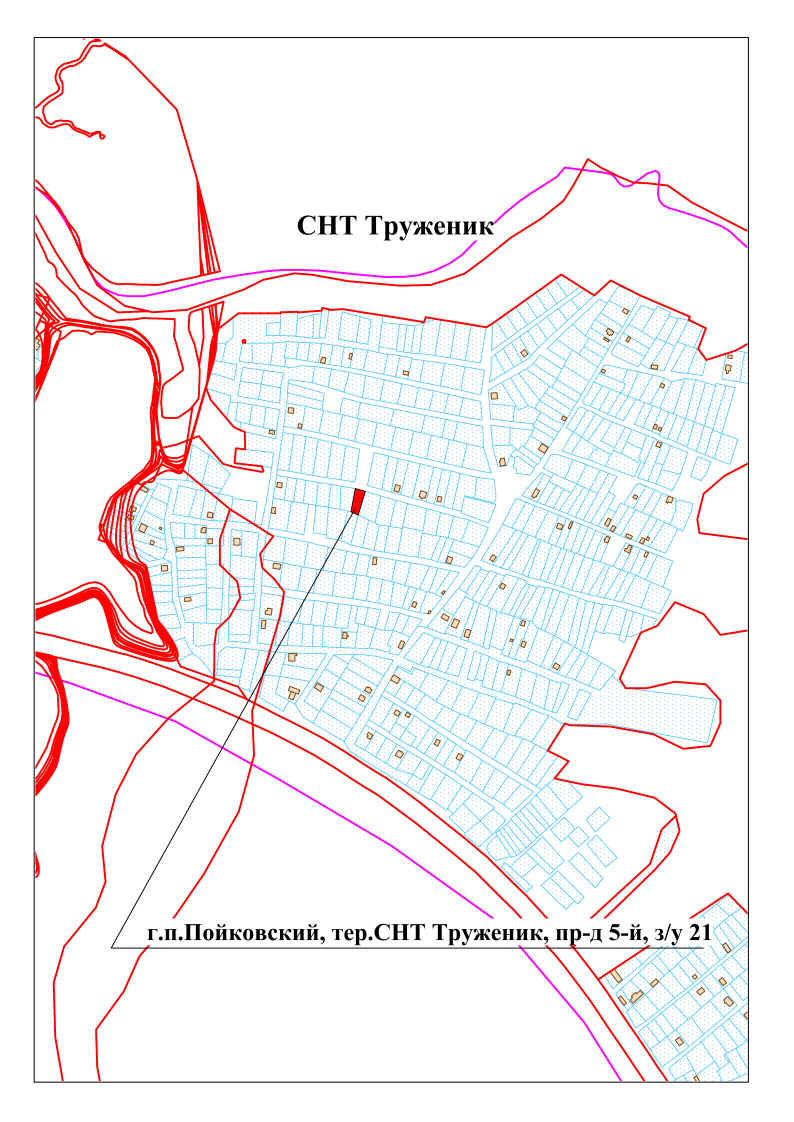 СНТ Труженик
г.п.Пойковский, тер.СНТ Труженик, пр-д 5-й, з/у 21